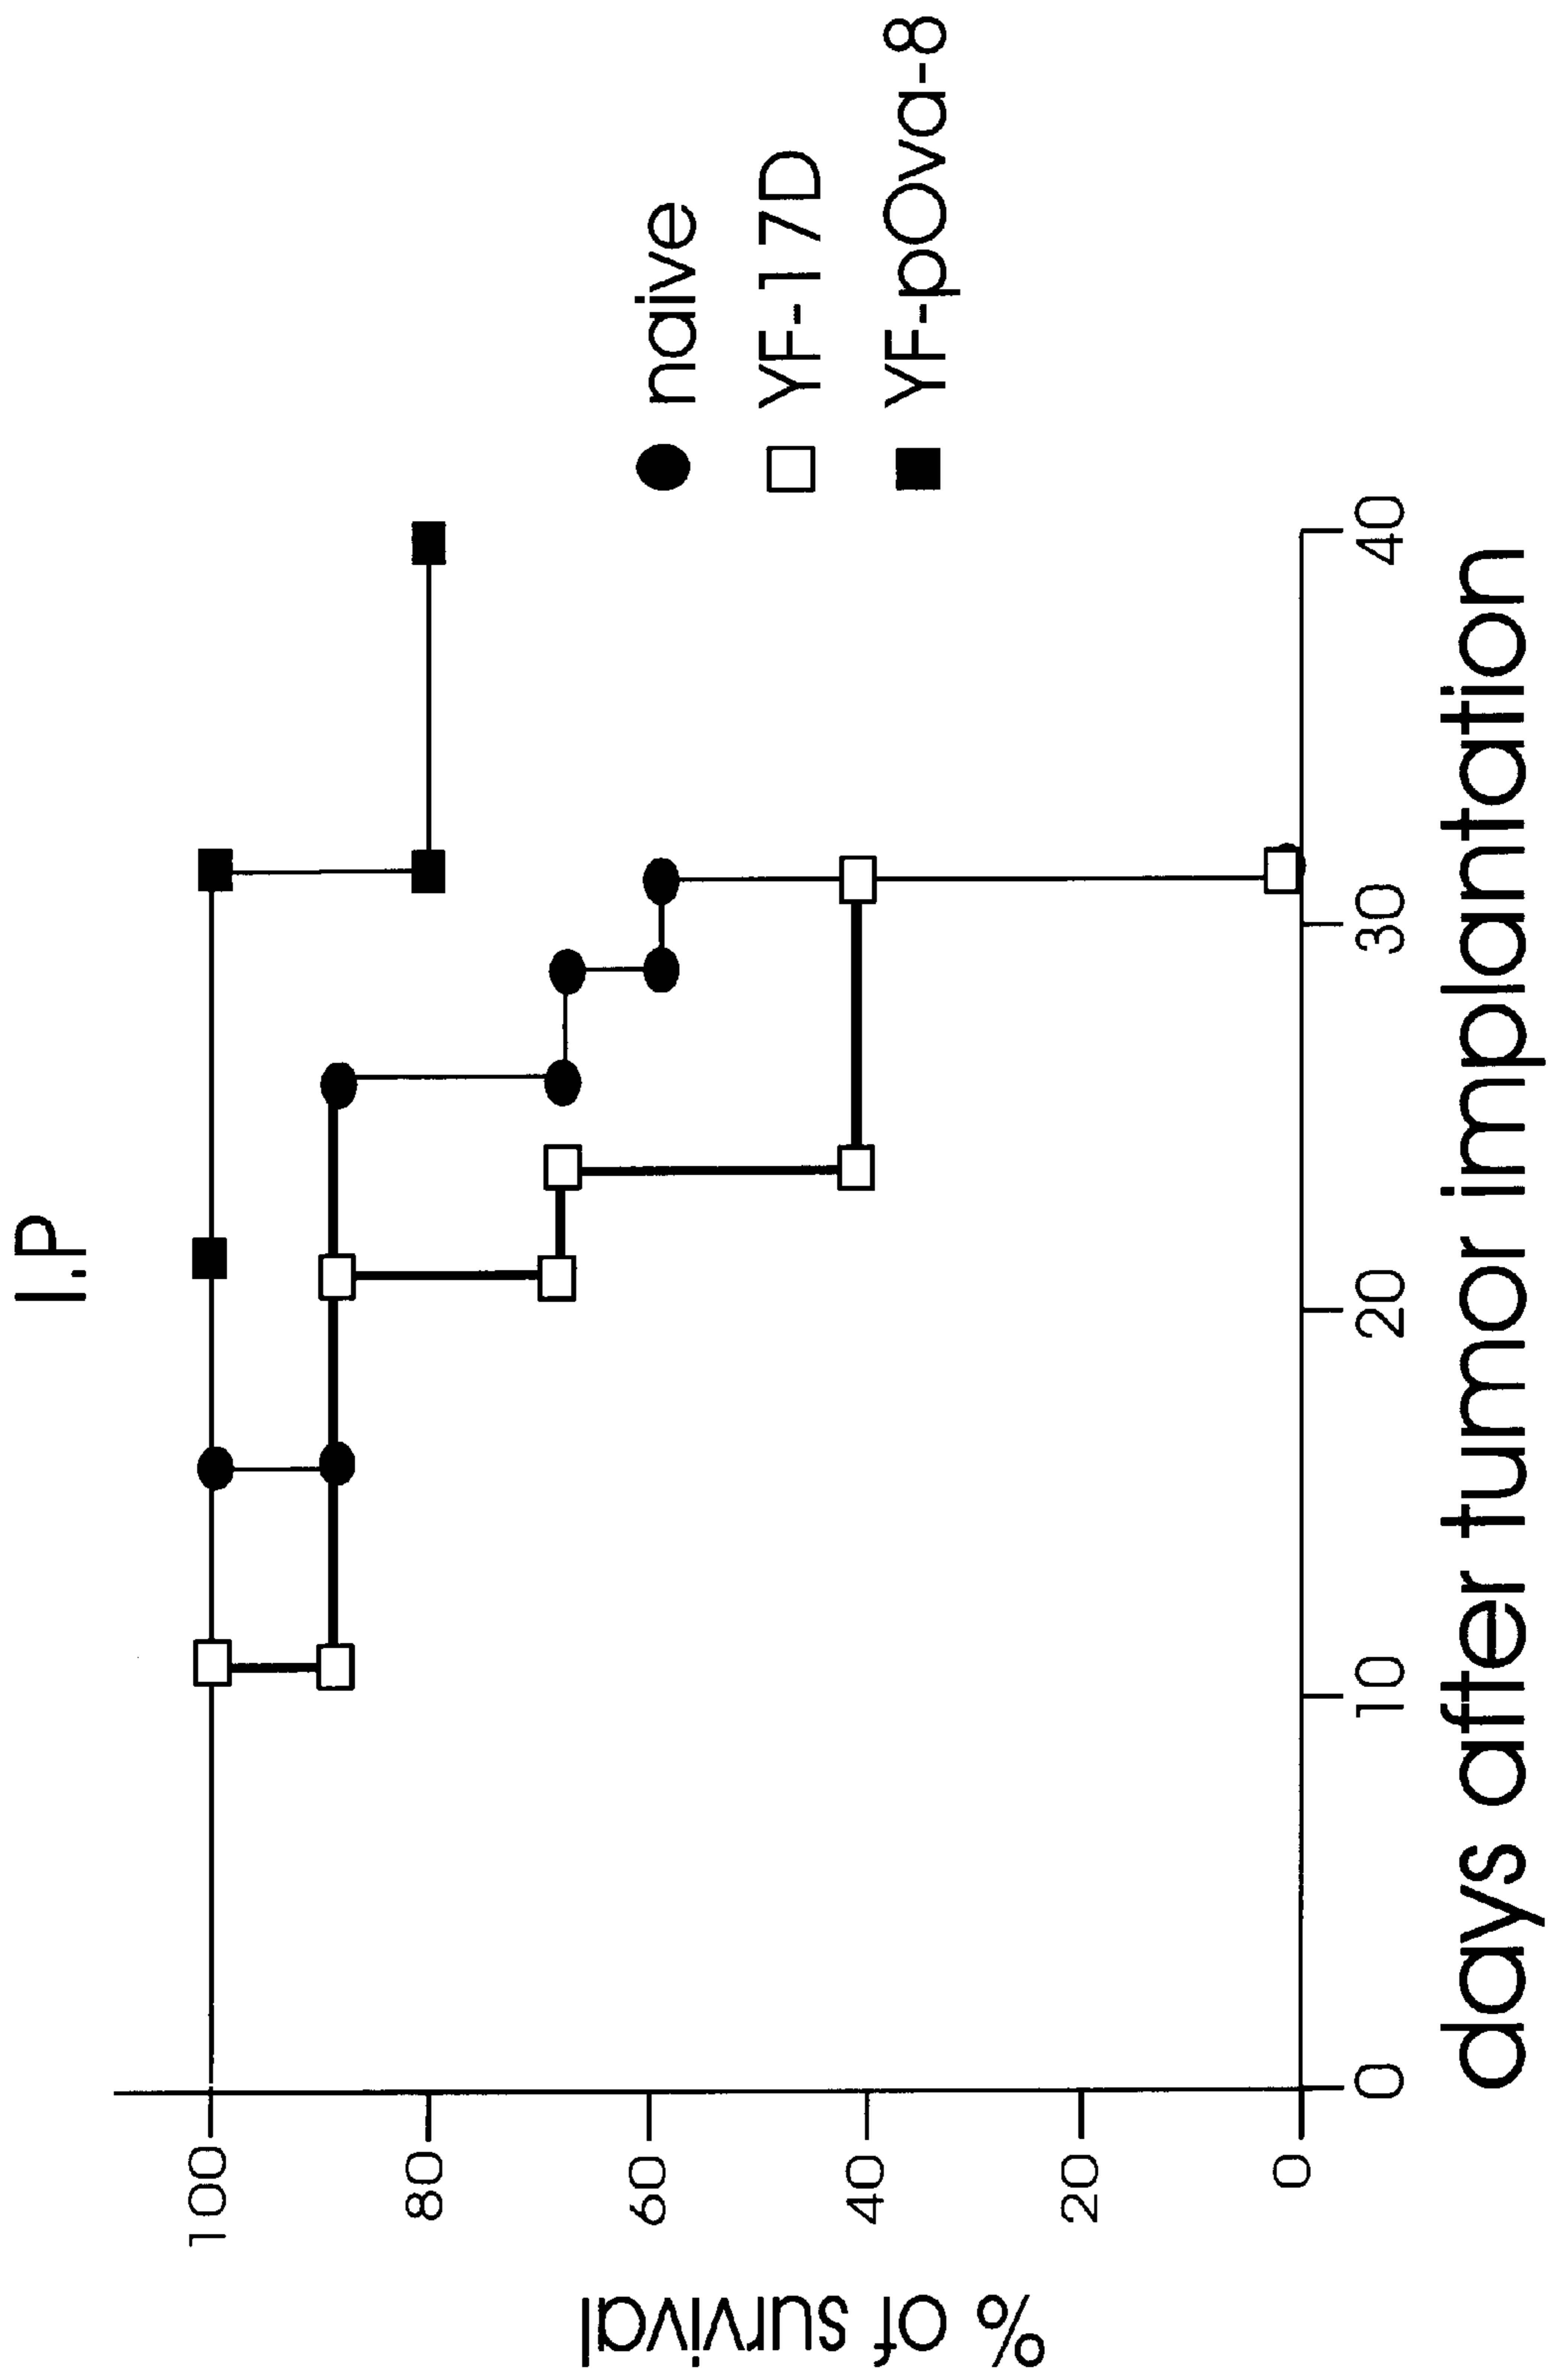 I.P
% of survival
100
80
60
40
20
0
0
10
20
30
40
days after tumor implantation
naive
YF-17D
YF-pOva-8